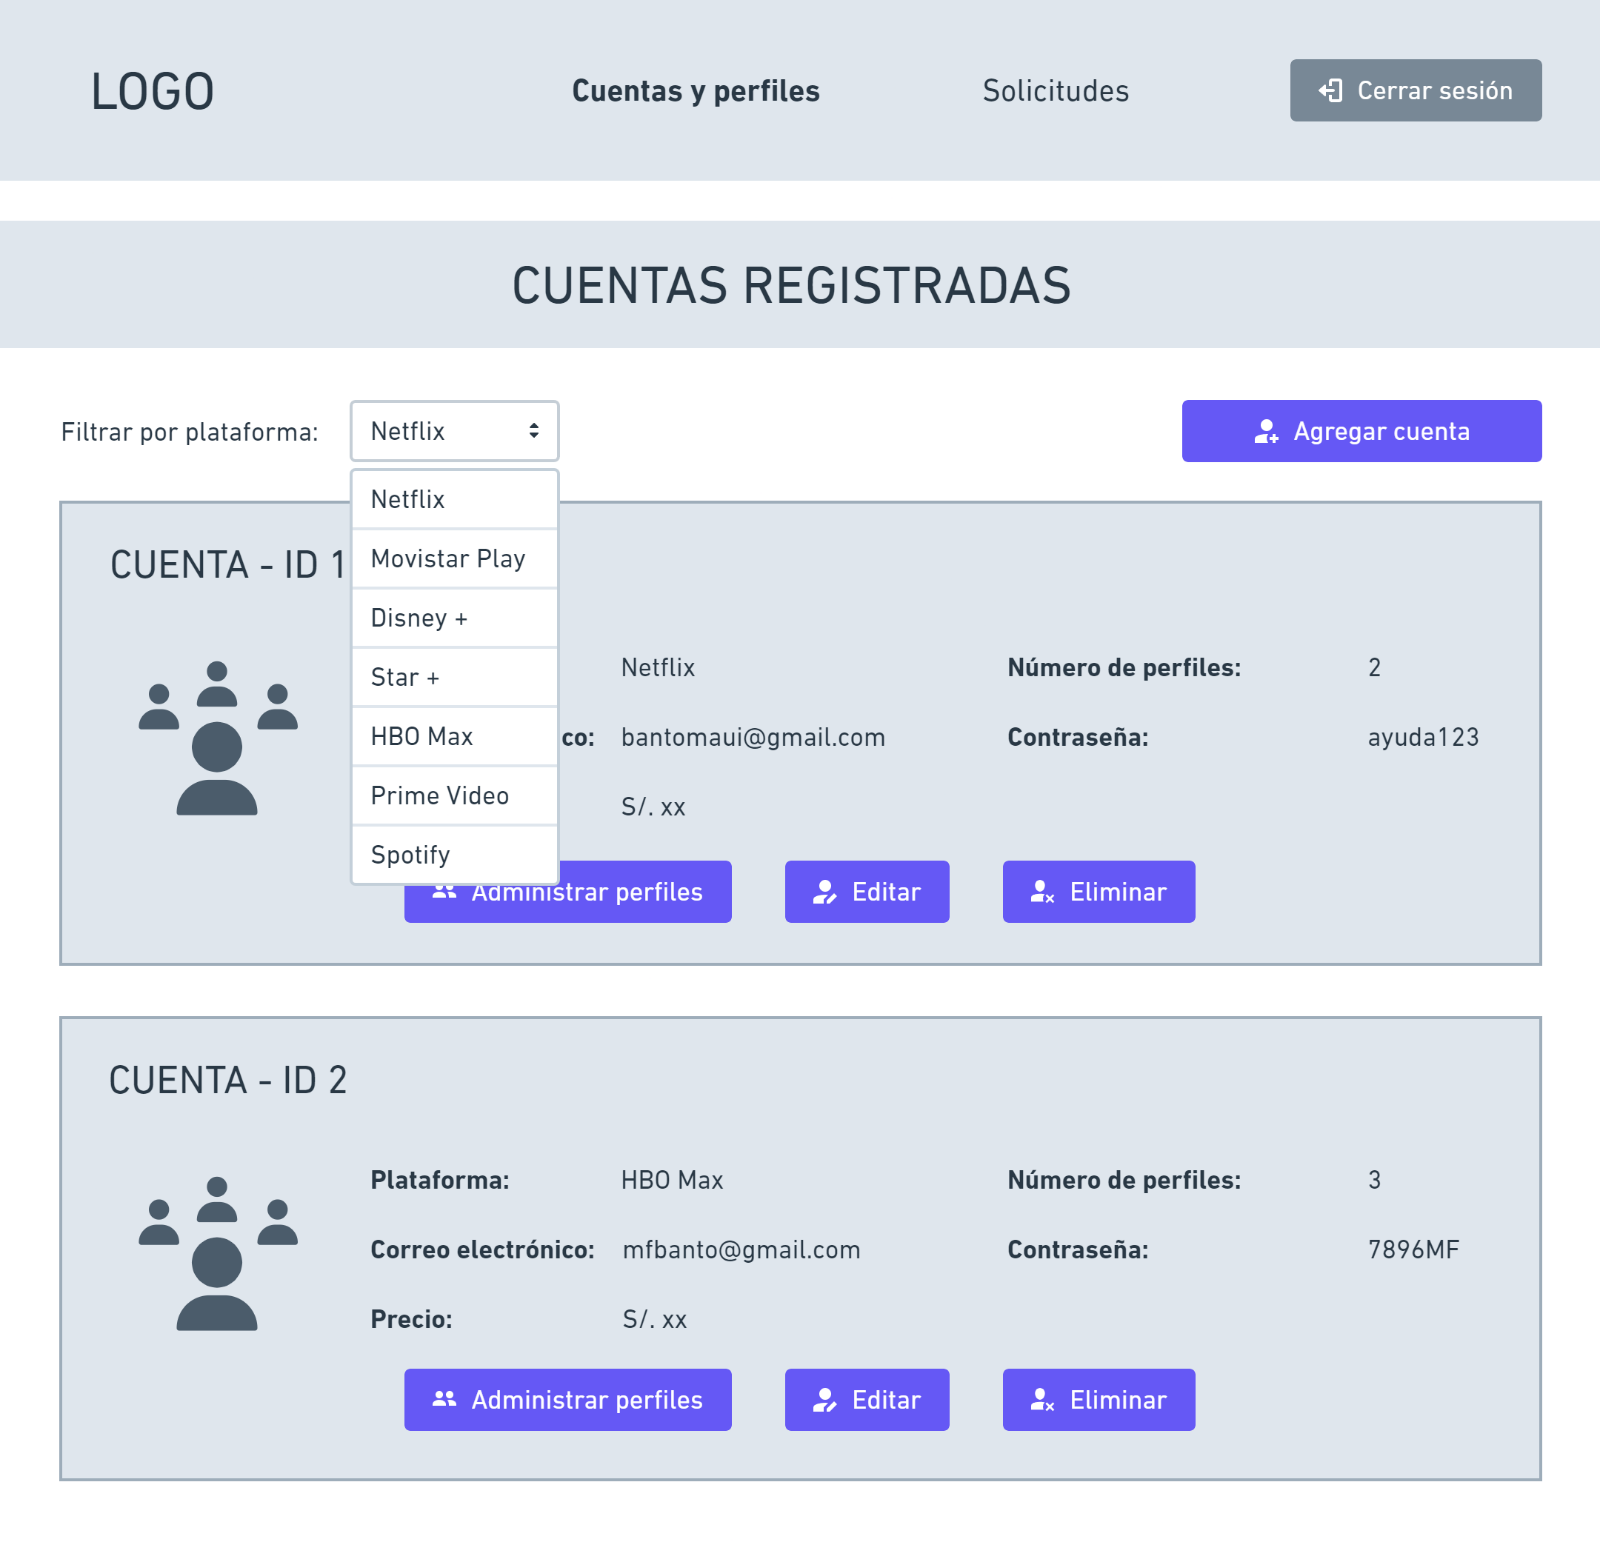 LOGO
Cuentas y perfiles
Solicitudes
Cerrar sesión
CUENTAS REGISTRADAS
Filtrar por plataforma:
Netflix
Agregar cuenta
Netflix
Movistar Play
Disney +
Star +
HBO Max
Prime Video
Spotify
CUENTA - ID 1
Netflix
Número de perfiles:
2
co:
bantomaui@gmail.com
Contraseña:
ayuda123
S/. xx
Administrar perfiles
Editar
Eliminar
CUENTA - ID 2
Plataforma:
HBO Max
Número de perfiles:
3
Correo electrónico:
mfbanto@gmail.com
Contraseña:
7896MF
Precio:
S/. xx
Administrar perfiles
Editar
Eliminar